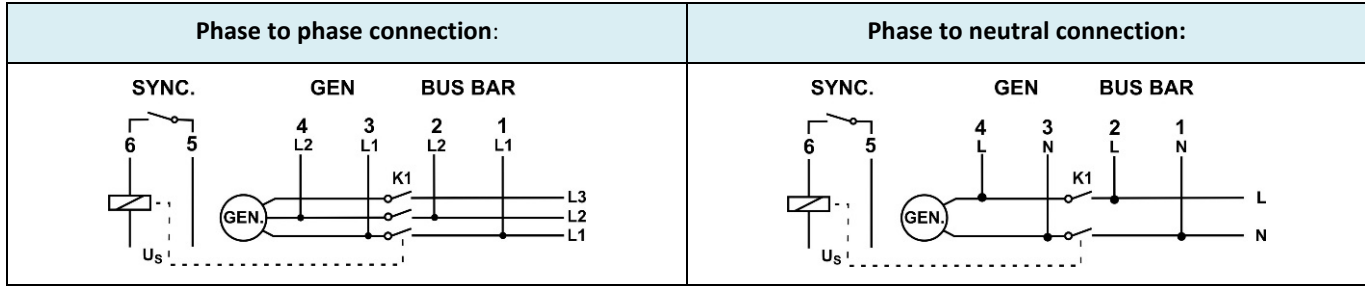 Phase to phase connection:
SYNC. GEN BUS BAR
4 3 2 1
6 5 L2 L1 L2 L1
K1
L3
GEN. L2
L1
US
Phase to neutral connection:
SYNC. GEN BUS BAR
4 3 2 1
6 5 L N L N
K1
L
GEN.
N
US